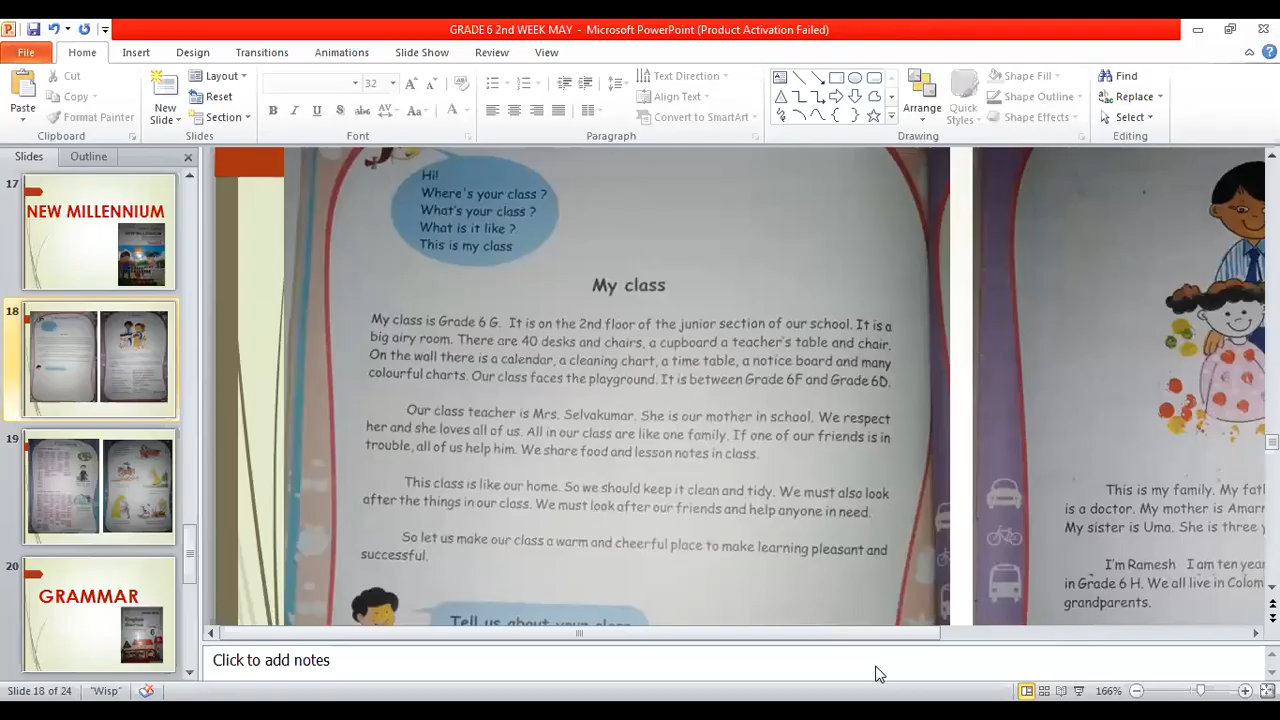 GRADE 6 2nd WEEK MAY - Microsoft PowerPoint (Product Activation Failed)
File Home Insert Design Transitions Animations Slide Show Review View
Paste
Cut
Copy
Format Painter
Clipboard
New Slide
Layout
Reset
Section
Slides
32
Font
Text Direction
Align Text
Convert to SmartArt
Paragraph
Arrange
Quick Styles
Shape Fill
Shape Outline
Shape Effects
Drawing
Find
Replace
Select
Editing
Slides Outline
17
NEW MILLENNIUM
18
19
20
GRAMMAR
Hi!
Where's your class ?
What's your class ?
What is it like ?
This is my class
My class
My class is Grade 6 G. It is on the 2nd floor of the junior section of our school. It is a
big airy room. There are 40 desks and chairs, a cupboard a teacher's table and chair.
On the wall there is a calendar, a cleaning chart, a time table, a notice board and many
colourful charts. Our class faces the playground. It is between Grade 6F and Grade 6D.
Our class teacher is Mrs. Selvakumar. She is our mother in school. We respect
her and she loves all of us. All in our class are like one family. If one of our friends is in
trouble, all of us help him. We share food and lesson notes in class.
This class is like our home. So we should keep it clean and tidy. We must also look
after the things in our class. We must look after our friends and help anyone in need.
So let us make our class a warm and cheerful place to make learning pleasant and
successful.
Tell us about your class
This is my family. My fat
is a doctor. My mother is Amar
My sister is Uma. She is three y
I'm Ramesh I am ten yea
in Grade 6 H. We all live in Colom
grandparents.
Click to add notes
Slide 18 of 24 "Wisp" 166%